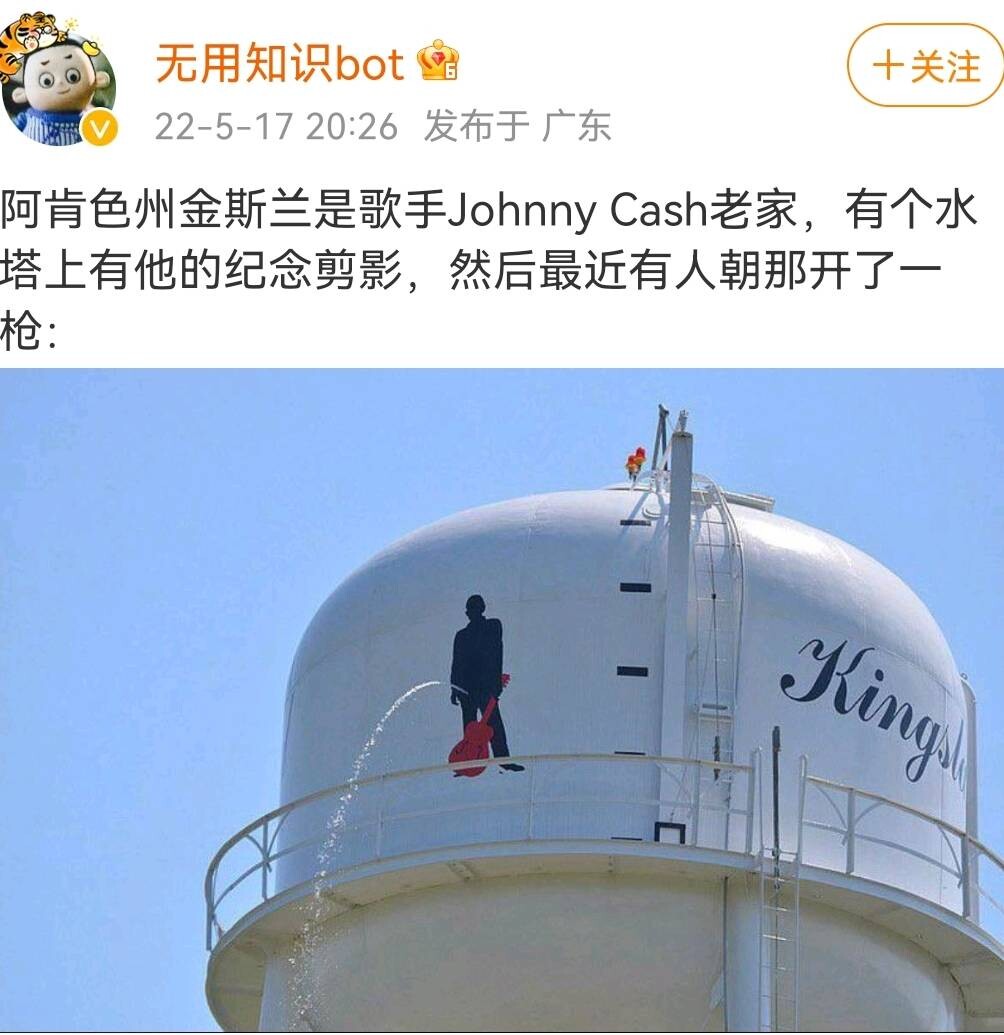 无用知识bot
+关注
22-5-17 20:26 发布于 广东
阿肯色州金斯兰是歌手Johnny Cash老家，有个水
塔上有他的纪念剪影，然后最近有人朝那开了一
枪：
Kingsl